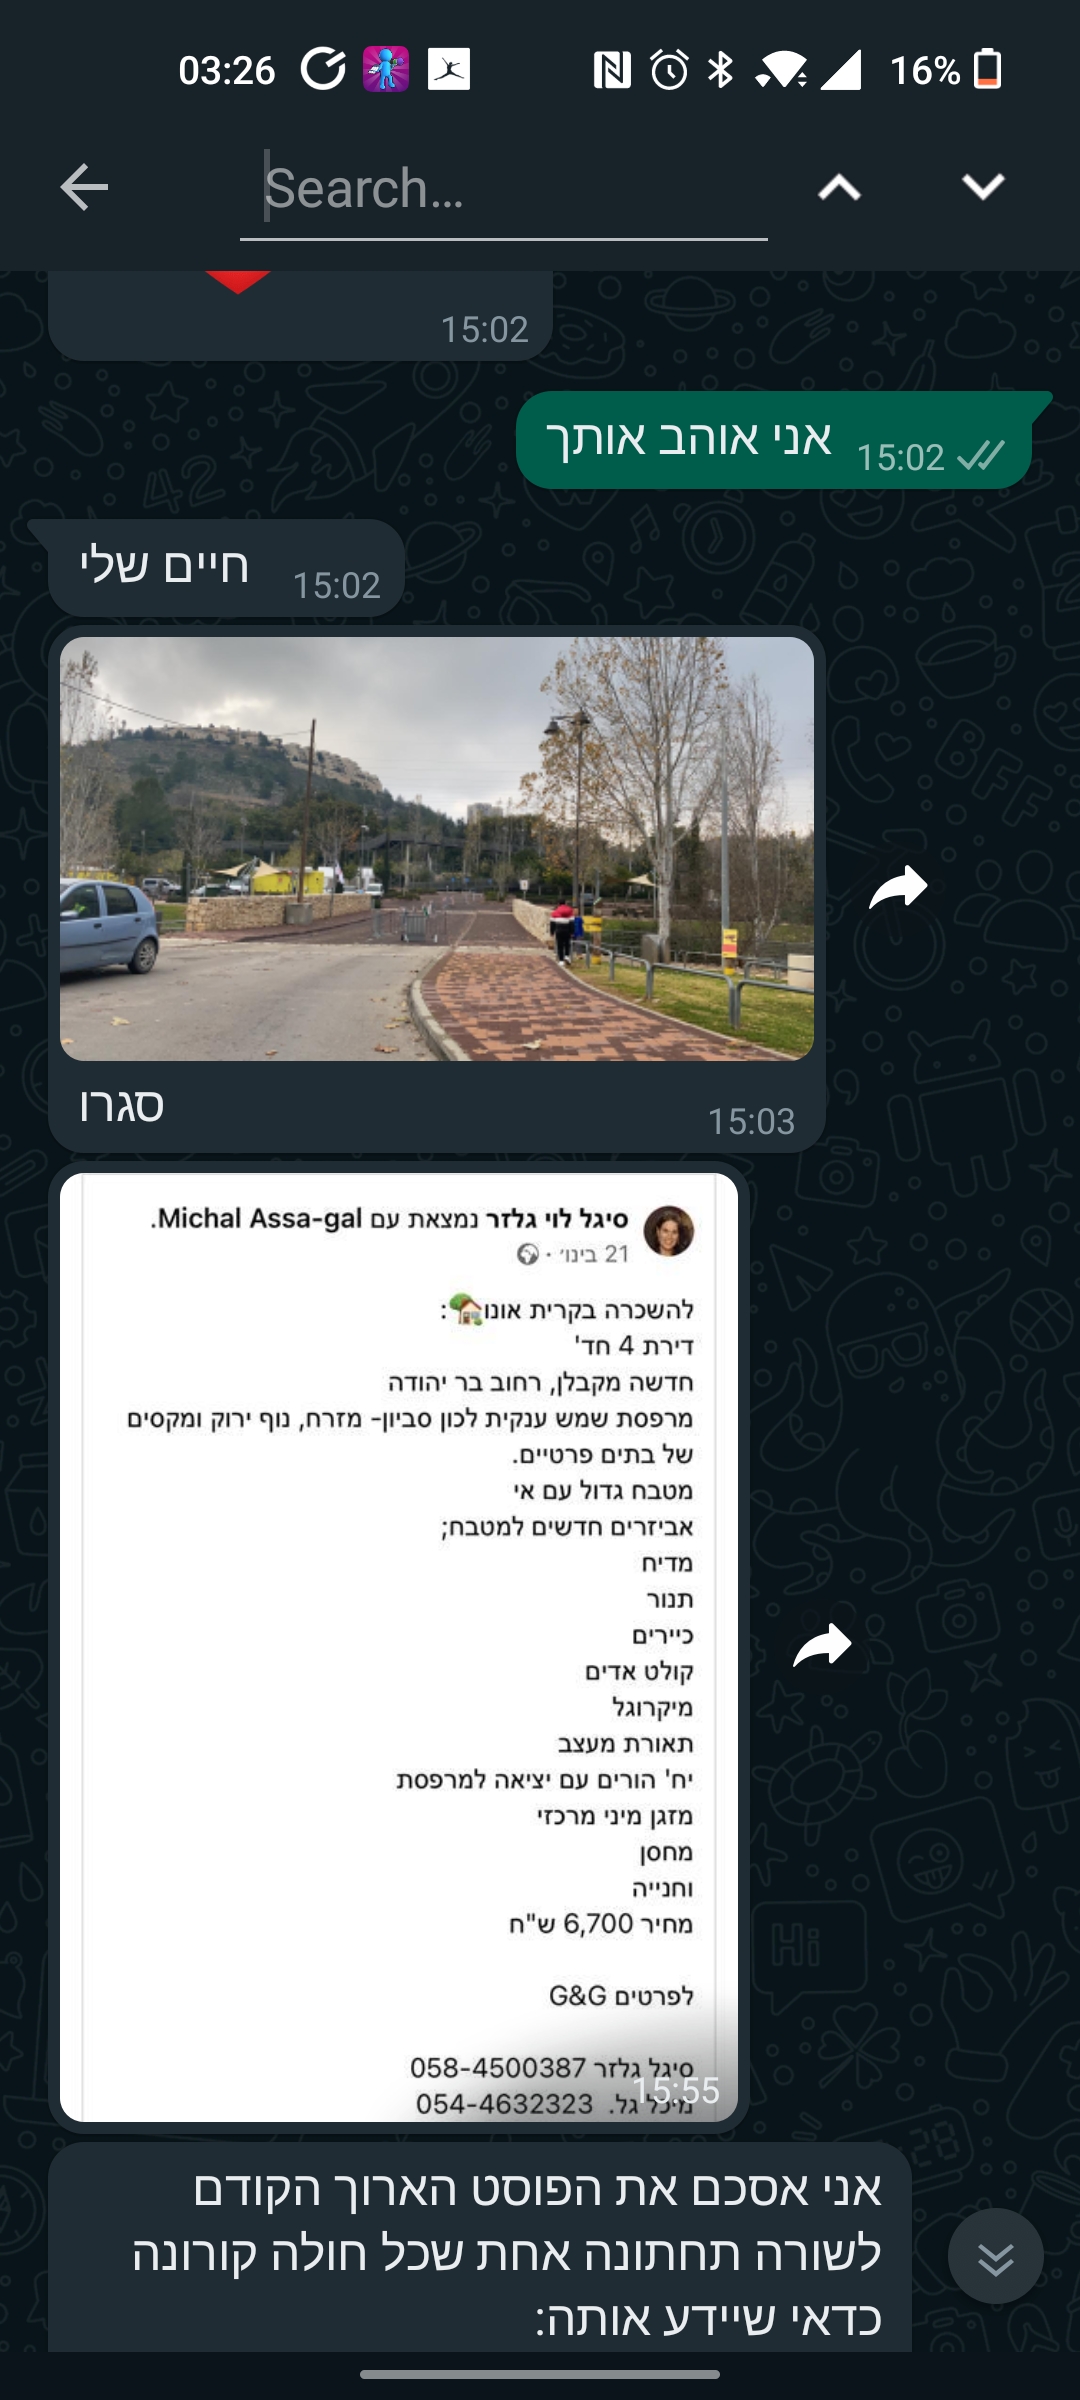 03:26
16%
Search…
15:02
אני אוהב אותך
15:02
חיים שלי
15:02
סגרו
15:03
סיגל לוי גלזר נמצאת עם Michal Assa-gal.
21 בינו׳ ·
להשכרה בקרית אונו🏡:
דירת 4 חד'
חדשה מקבלן, רחוב בר יהודה
מרפסת שמש ענקית לכון סביון- מזרח, נוף ירוק ומקסים
של בתים פרטיים.
מטבח גדול עם אי
אביזרים חדשים למטבח;
מדיח
תנור
כיירים
קולט אדים
מיקרוגל
תאורת מעצב
יח' הורים עם יציאה למרפסת
מזגן מיני מרכזי
מחסן
וחנייה
מחיר 6,700 ש"ח
לפרטים G&G
סיגל גלזר 058-4500387
מיכל גל. 054-4632323
15:55
אני אסכם את הפוסט הארוך הקודם
לשורה תחתונה אחת שכל חולה קורונה
כדאי שיידע אותה: